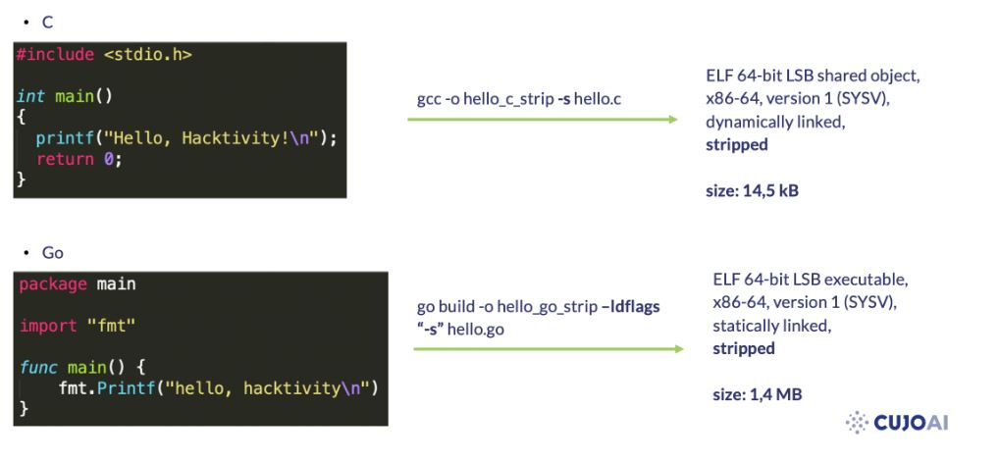 • C
#include <stdio.h>
int main()
{
printf("Hello, Hacktivity!\n");
return 0;
}
gcc -o hello_c_strip -s hello.c
ELF 64-bit LSB shared object,
x86-64, version 1 (SYSV),
dynamically linked,
stripped
size: 14,5 kB
• Go
package main
import "fmt"
func main() {
fmt.Printf("hello, hacktivity\n")
}
go build -o hello_go_strip –ldflags
“-s” hello.go
ELF 64-bit LSB executable,
x86-64, version 1 (SYSV),
statically linked,
stripped
size: 1,4 MB
CUJOAI